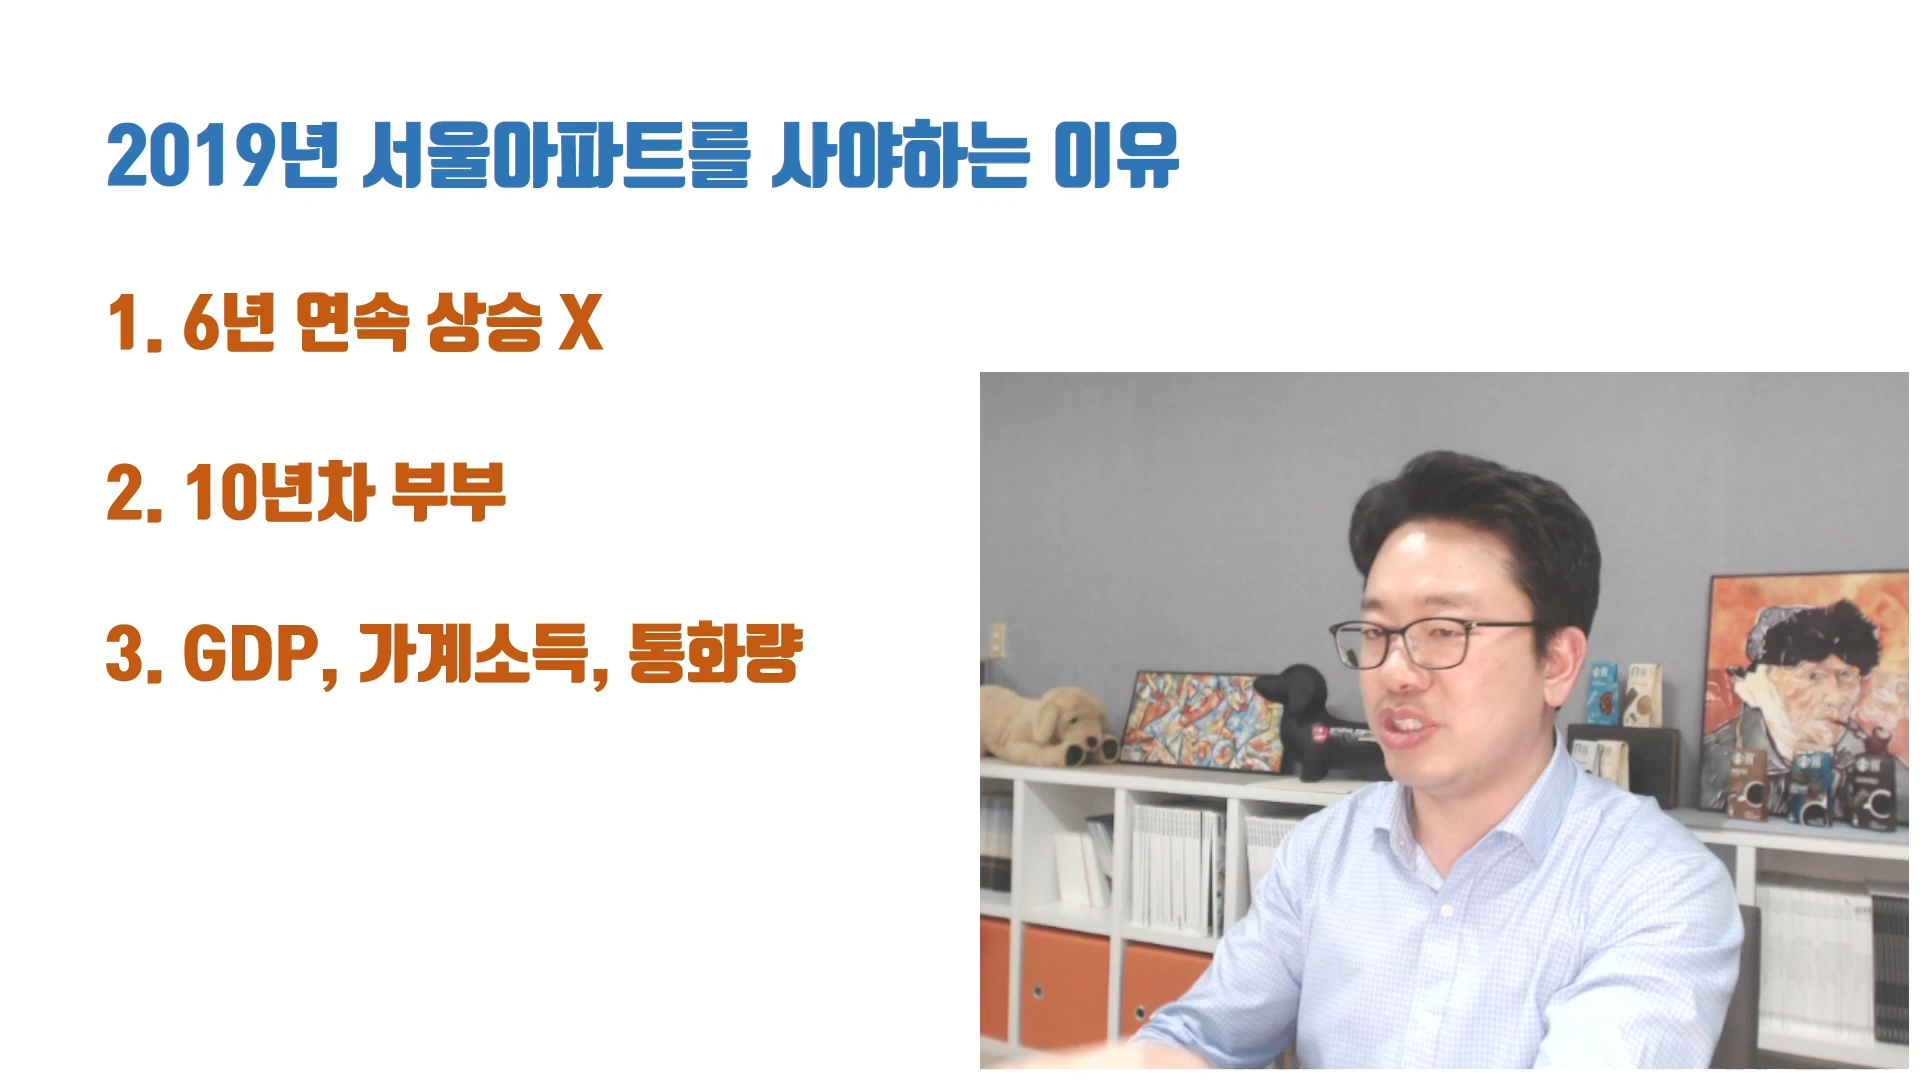 2019년 서울아파트를 사야하는 이유
1. 6년 연속 상승 X
2. 10년차 부부
3. GDP, 가계소득, 통화량